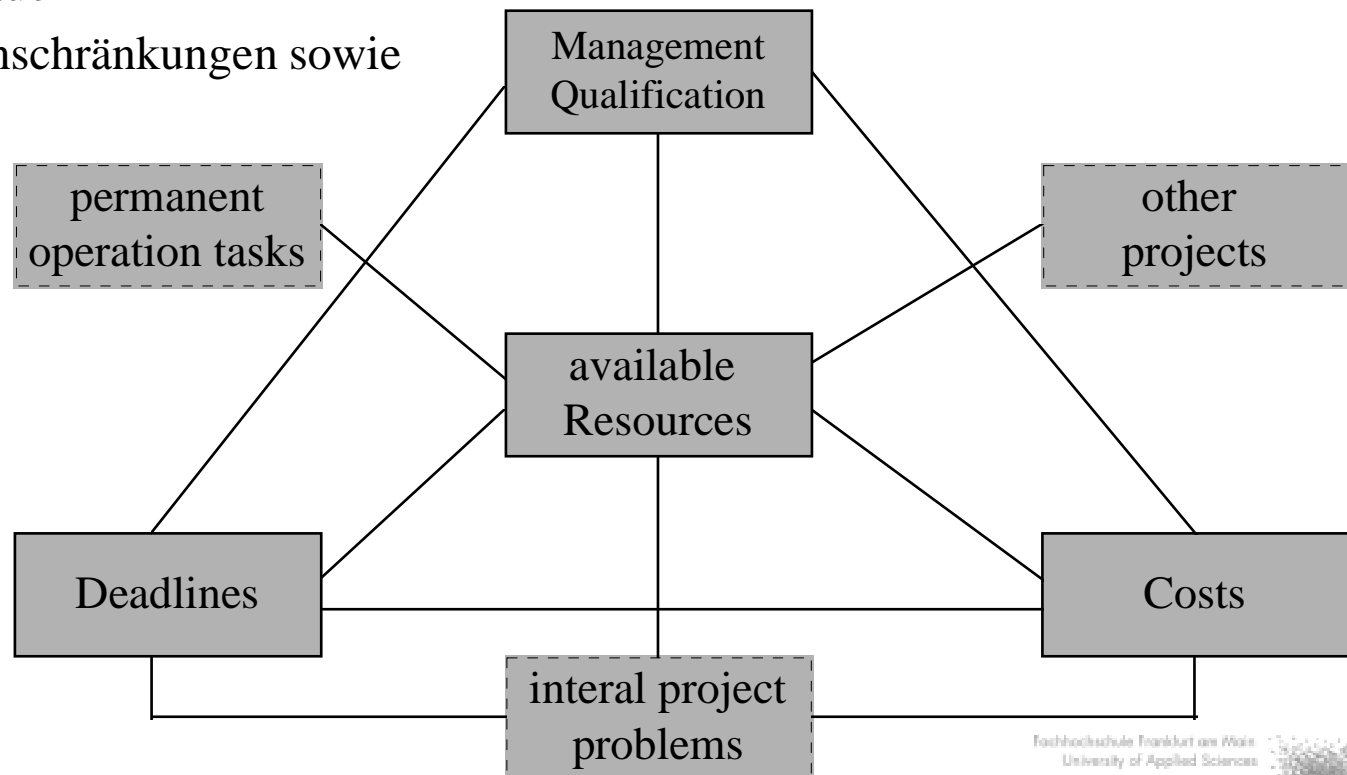 nschränkungen sowie
Management
Qualification
permanent
operation tasks
other
projects
available
Resources
Deadlines
Costs
interal project
problems
Fachhochschule Frankfurt am Main
University of Applied Sciences